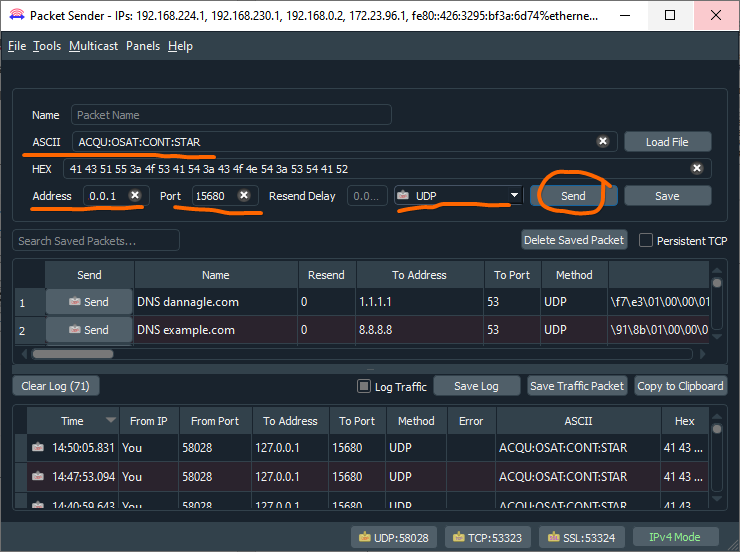 Packet Sender - IPs: 192.168.224.1, 192.168.230.1, 192.168.0.2, 172.23.96.1, fe80::426:3295:bf3a:6d74%etherne...
File Tools Multicast Panels Help
Name Packet Name
ASCII ACQU:OSAT:CONT:STAR Load File
HEX 41 43 51 55 3a 4f 53 41 54 3a 43 4f 4e 54 3a 53 54 41 52
Address 0.0.1 Port 15680 Resend Delay 0.0... UDP Send Save
Search Saved Packets... Delete Saved Packet Persistent TCP
Send Name Resend To Address To Port Method
1 Send DNS dannagle.com 0 1.1.1.1 53 UDP \f7\e3\01\00\00\01
2 Send DNS example.com 0 8.8.8.8 53 UDP \91\8b\01\00\00\0
Clear Log (71) Log Traffic Save Log Save Traffic Packet Copy to Clipboard
Time From IP From Port To Address To Port Method Error ASCII Hex
14:50:05.831 You 58028 127.0.0.1 15680 UDP ACQU:OSAT:CONT:STAR 41 43 ...
14:47:53.094 You 58028 127.0.0.1 15680 UDP ACQU:OSAT:CONT:STAR 41 43 ...
14:40:59.643 You 58028 127.0.0.1 15680 UDP ACQU:OSAT:CONT:STAR 41 43 ...
UDP:58028 TCP:53323 SSL:53324 IPv4 Mode